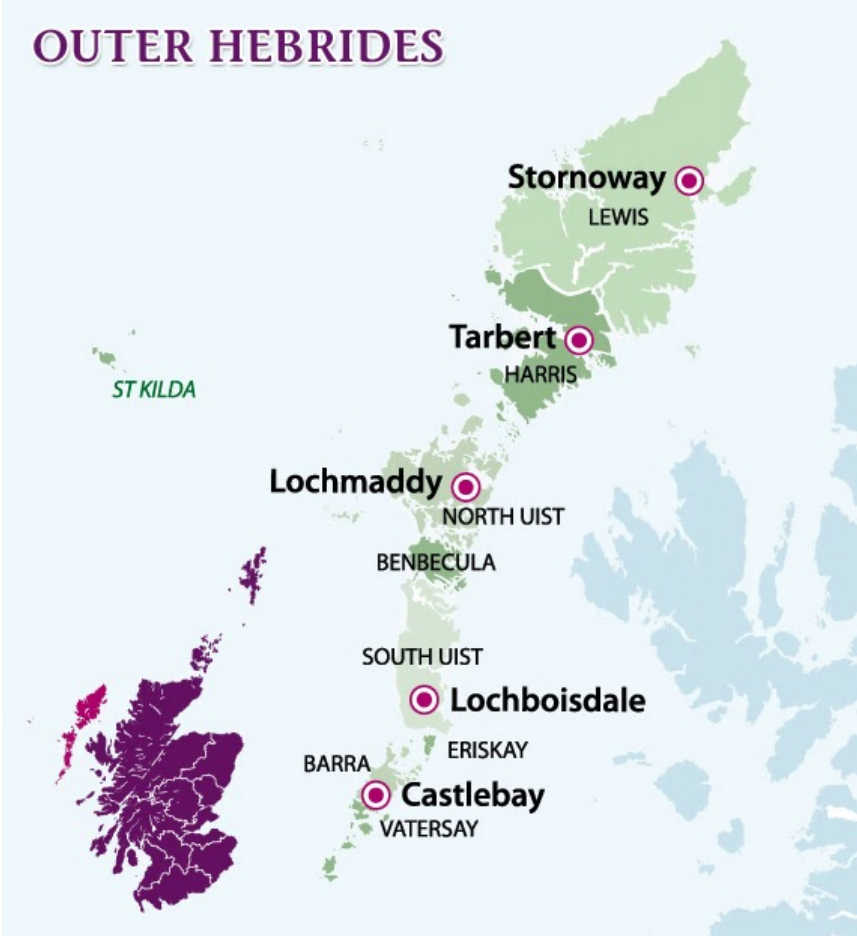 OUTER HEBRIDES
Stornoway
LEWIS
Tarbert
HARRIS
ST KILDA
Lochmaddy
NORTH UIST
BENBECULA
SOUTH UIST
Lochboisdale
ERISKAY
BARRA
Castlebay
VATERSAY